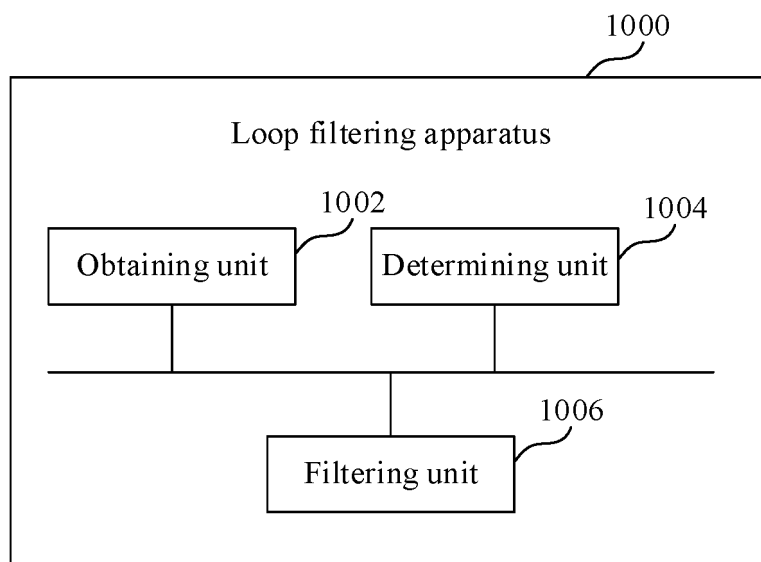 1000
Loop filtering apparatus
1002
1004
Obtaining unit
Determining unit
1006
Filtering unit